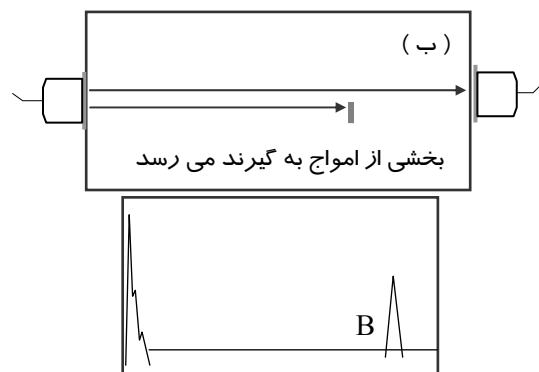 ( ب )
بخشی از امواج به گیرند می رسد
B